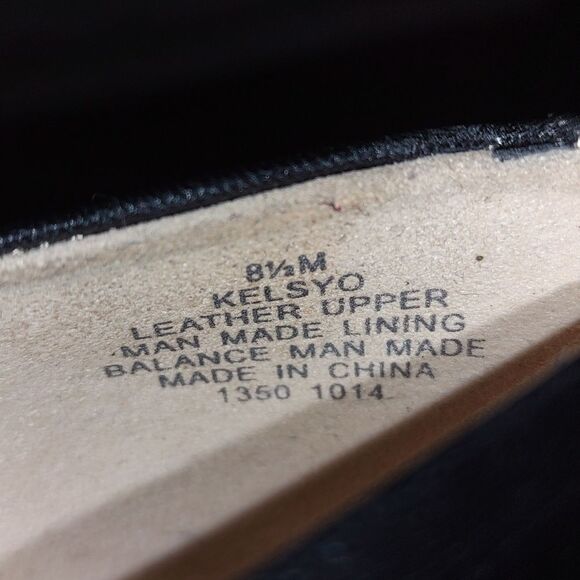 8½M
KELSYO
LEATHER UPPER
MAN MADE LINING
BALANCE MAN MADE
MADE IN CHINA
1350 1014